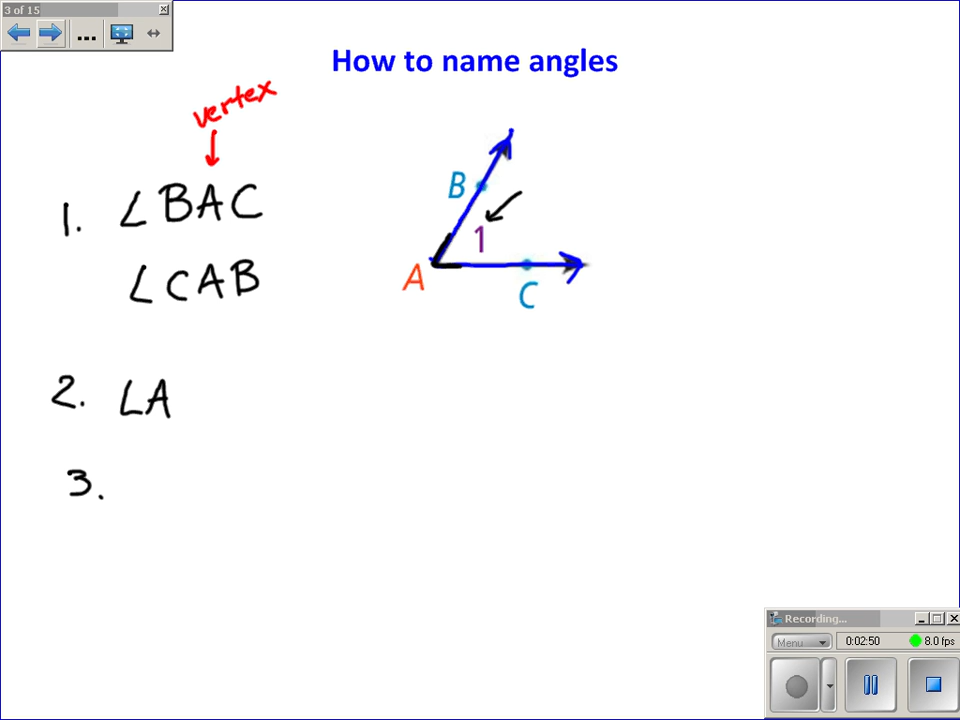 3 of 15
...
How to name angles
vertex
1. ∠BAC
∠CAB
B
1
A
C
2. ∠A
3.
Recording...
Menu
0:02:50
8.0 fps